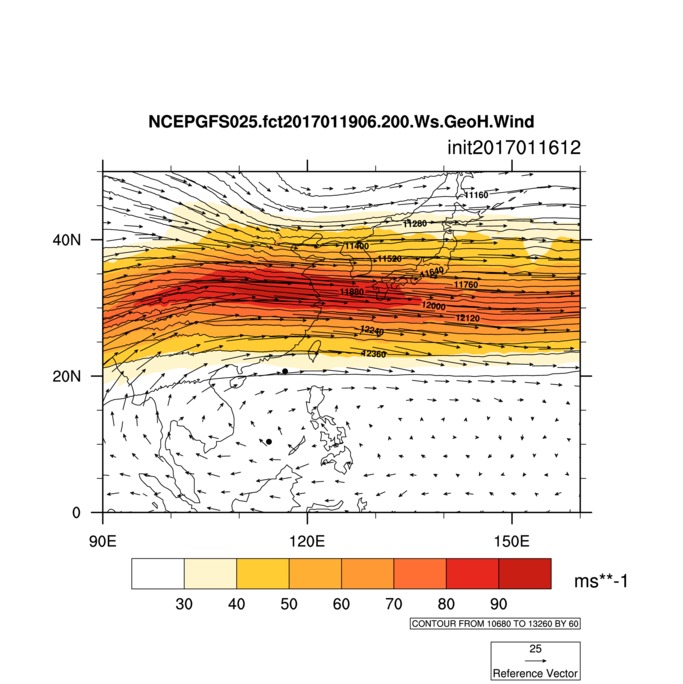 NCEPGFS025.fct2017011906.200.Ws.GeoH.Wind
init2017011612
11160
11280
40N
11400
11520
11640
11760
11880
12000
12120
12240
12360
20N
0
90E 120E 150E
ms**-1
30 40 50 60 70 80 90
CONTOUR FROM 10680 TO 13260 BY 60
25
Reference Vector